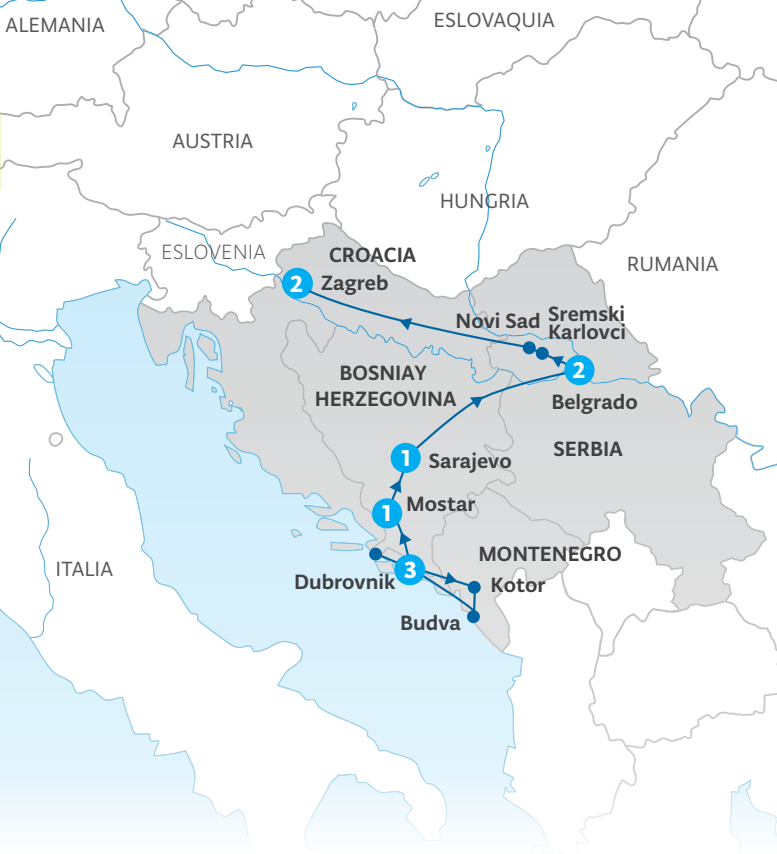 ALEMANIA
ESLOVAQUIA
AUSTRIA
HUNGRIA
ESLOVENIA
CROACIA
RUMANIA
2 Zagreb
Novi Sad
Sremski
Karlovci
BOSNIAY
HERZEGOVINA
2
Belgrado
SERBIA
1 Sarajevo
1 Mostar
MONTENEGRO
ITALIA
3
Dubrovnik
Kotor
Budva